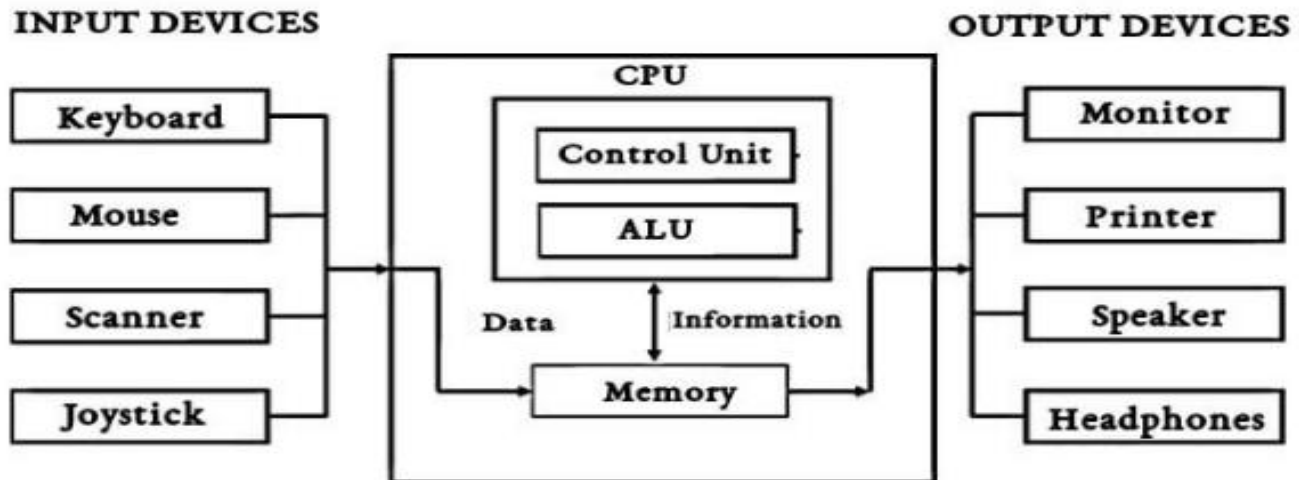 INPUT DEVICES
OUTPUT DEVICES
CPU
Keyboard
Mouse
Scanner
Joystick
Control Unit
ALU
Data
Information
Memory
Monitor
Printer
Speaker
Headphones